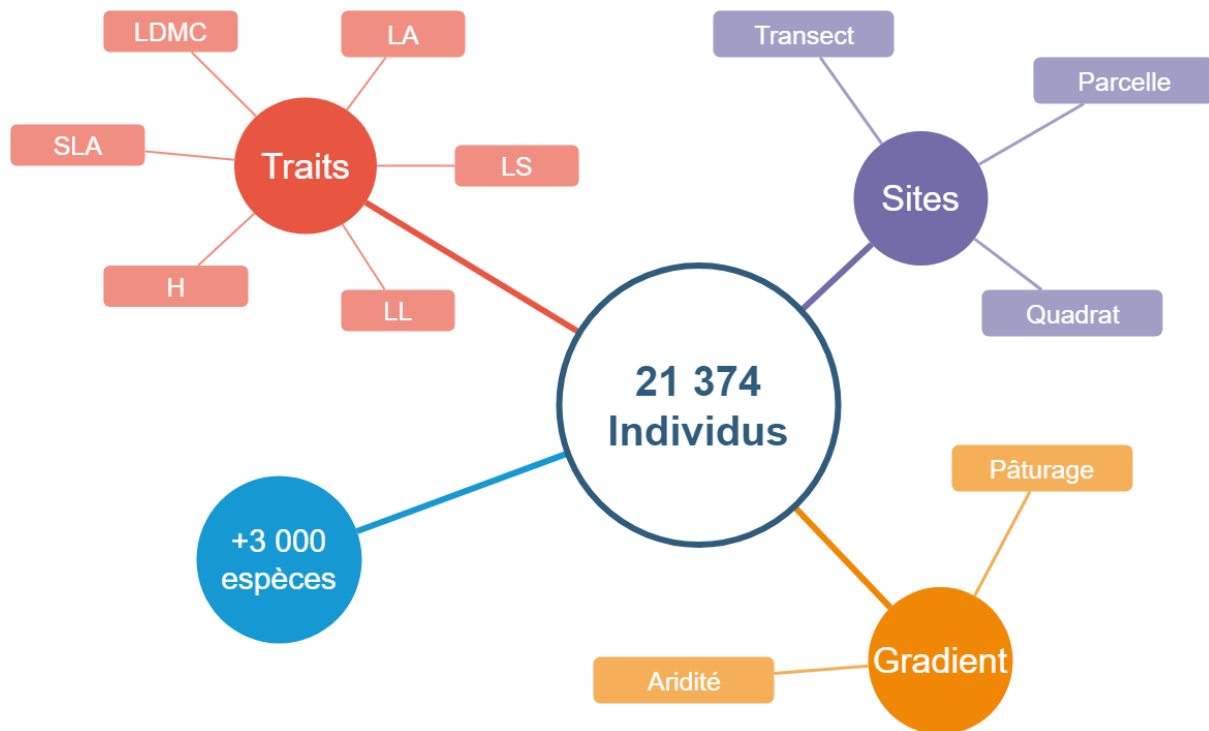 LDMC
LA
SLA
Traits
LS
H
LL
Transect
Parcelle
Sites
Quadrat
21 374
Individus
+3 000
espèces
Pâturage
Gradient
Aridité